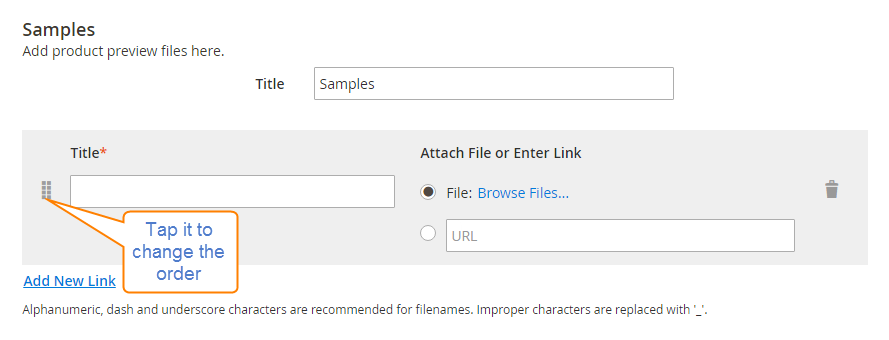 Samples
Add product preview files here.
Title Samples
Title* Attach File or Enter Link
File: Browse Files...
Tap it to
change the
order
URL
Add New Link
Alphanumeric, dash and underscore characters are recommended for filenames. Improper characters are replaced with '_'.